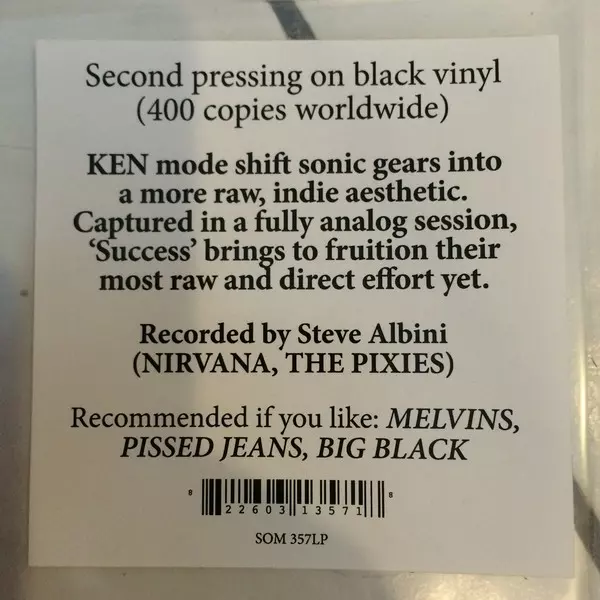 Second pressing on black vinyl
(400 copies worldwide)
KEN mode shift sonic gears into
a more raw, indie aesthetic.
Captured in a fully analog session,
‘Success’ brings to fruition their
most raw and direct effort yet.
Recorded by Steve Albini
(NIRVANA, THE PIXIES)
Recommended if you like: MELVINS,
PISSED JEANS, BIG BLACK
8 22603 13571 8
SOM 357LP